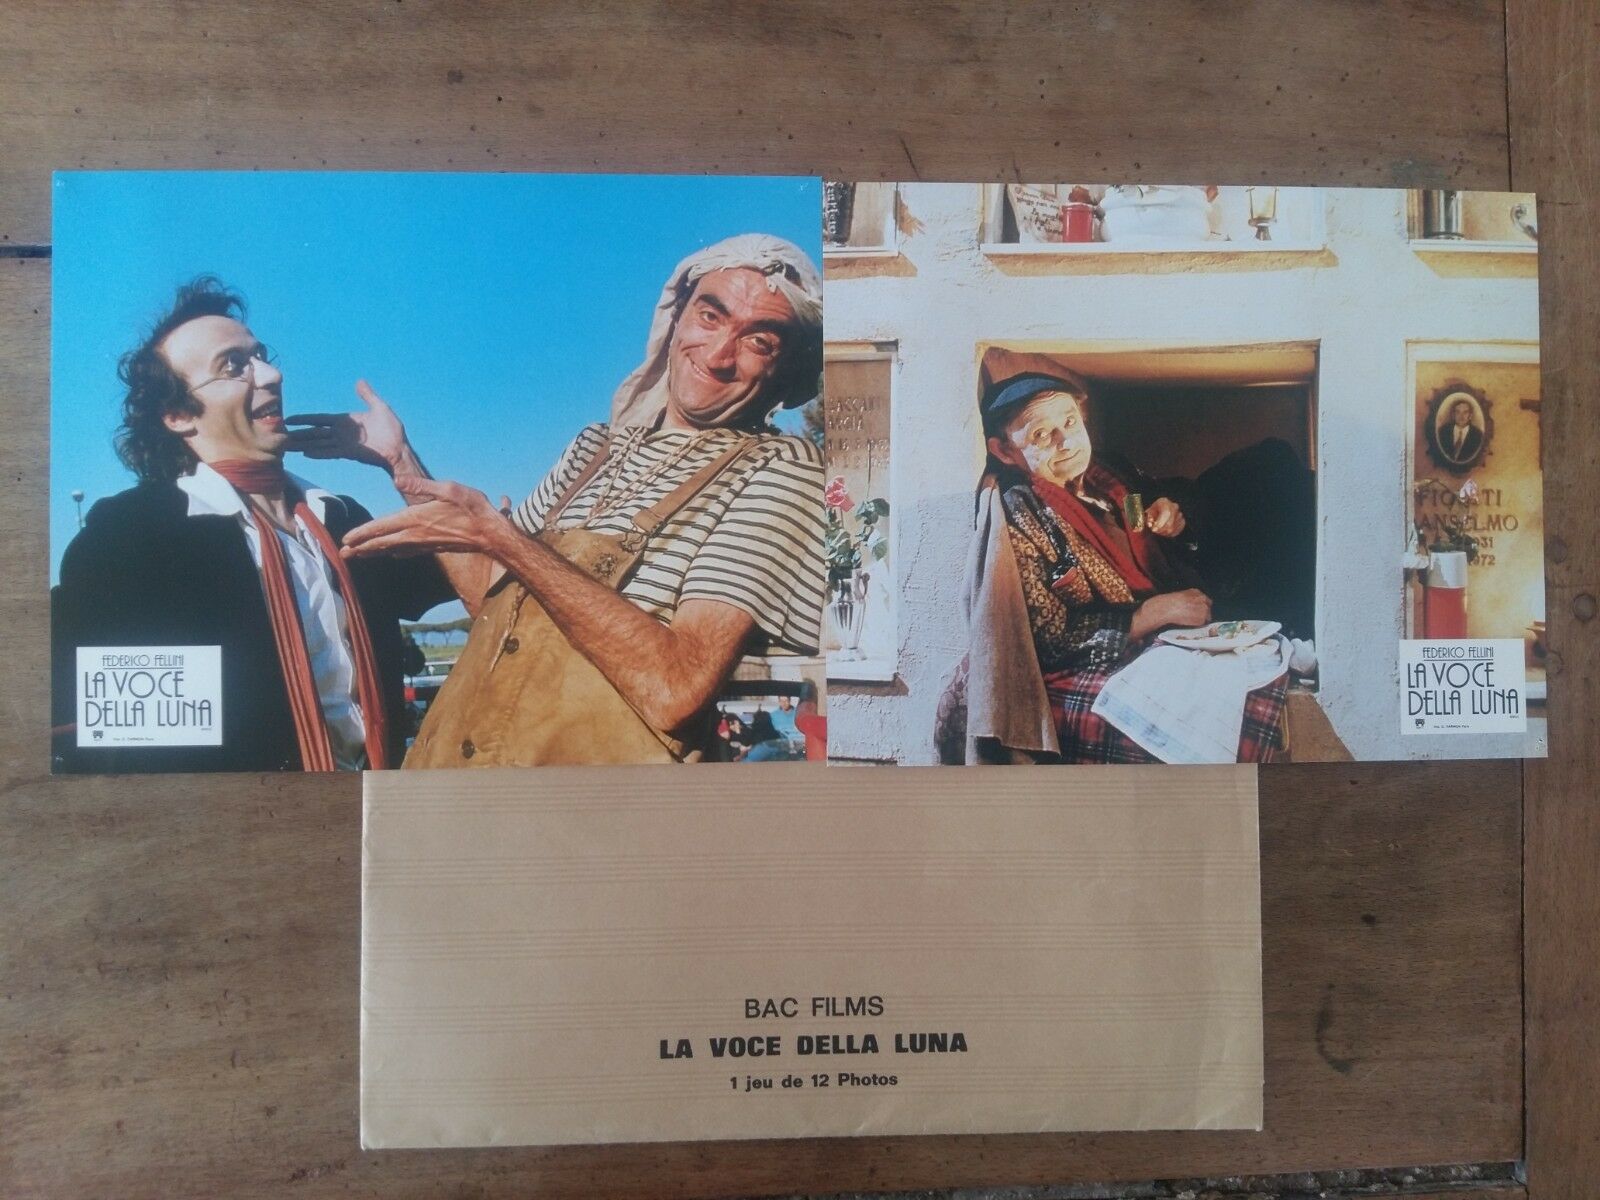 FEDERICO FELLINI
LA VOCE
DELLA LUNA
FEDERICO FELLINI
LA VOCE
DELLA LUNA
ANSELMO
BAC FILMS
LA VOCE DELLA LUNA
1 jeu de 12 Photos